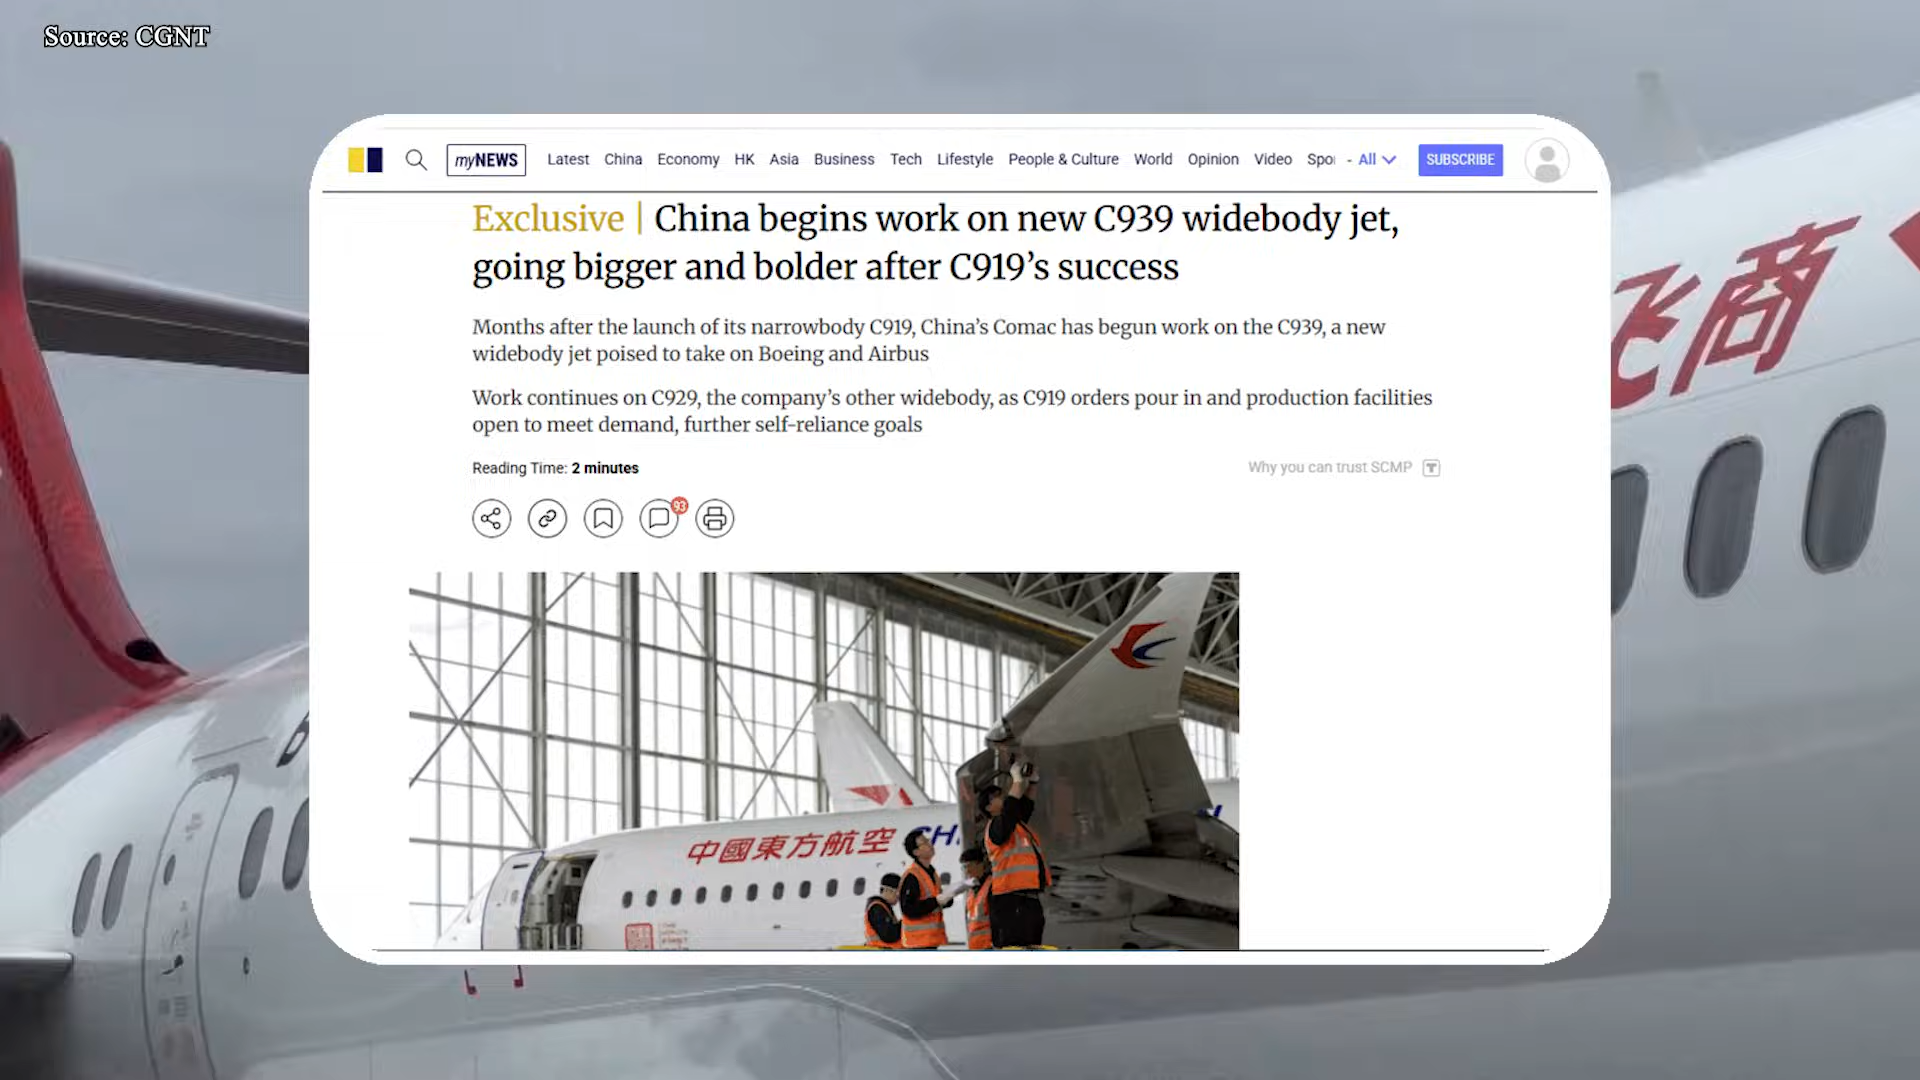 Source: CGNT
myNEWS Latest China Economy HK Asia Business Tech Lifestyle People & Culture World Opinion Video Spo - All SUBSCRIBE
Exclusive | China begins work on new C939 widebody jet,
going bigger and bolder after C919’s success
Months after the launch of its narrowbody C919, China’s Comac has begun work on the C939, a new
widebody jet poised to take on Boeing and Airbus
Work continues on C929, the company’s other widebody, as C919 orders pour in and production facilities
open to meet demand, further self-reliance goals
Reading Time: 2 minutes
Why you can trust SCMP
93
中國東方航空 CHI
飞商